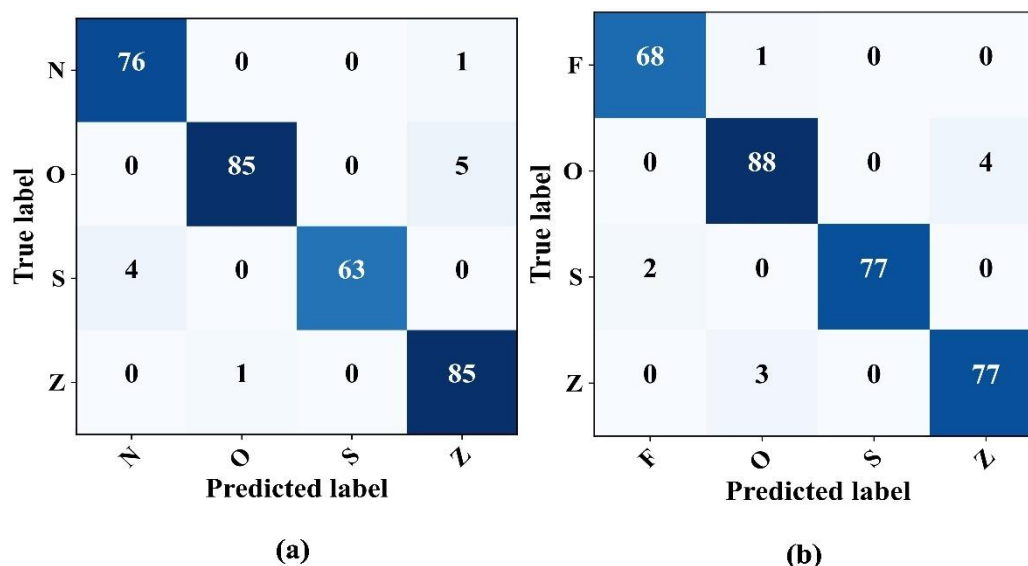 N 76 0 0 1
O 0 85 0 5
S 4 0 63 0
Z 0 1 0 85
N O S Z
True label
Predicted label
(a)
F 68 1 0 0
O 0 88 0 4
S 2 0 77 0
Z 0 3 0 77
F O S Z
True label
Predicted label
(b)